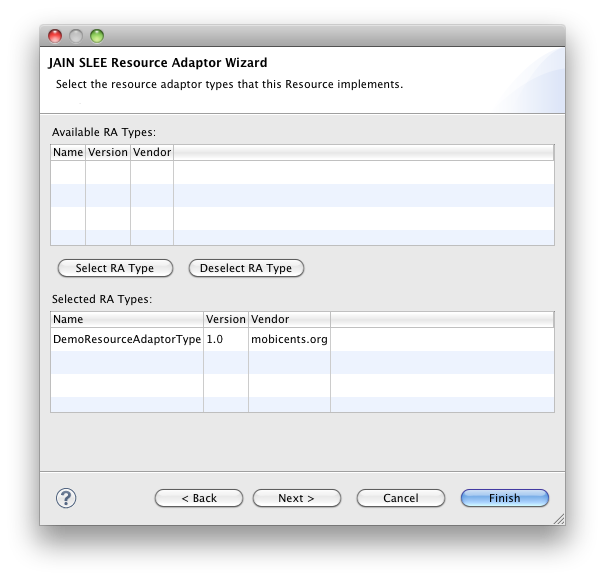 JAIN SLEE Resource Adaptor Wizard
Select the resource adaptor types that this Resource implements.
Available RA Types:
Name Version Vendor
Select RA Type Deselect RA Type
Selected RA Types:
Name Version Vendor
DemoResourceAdaptorType 1.0 mobicents.org
? < Back Next > Cancel Finish